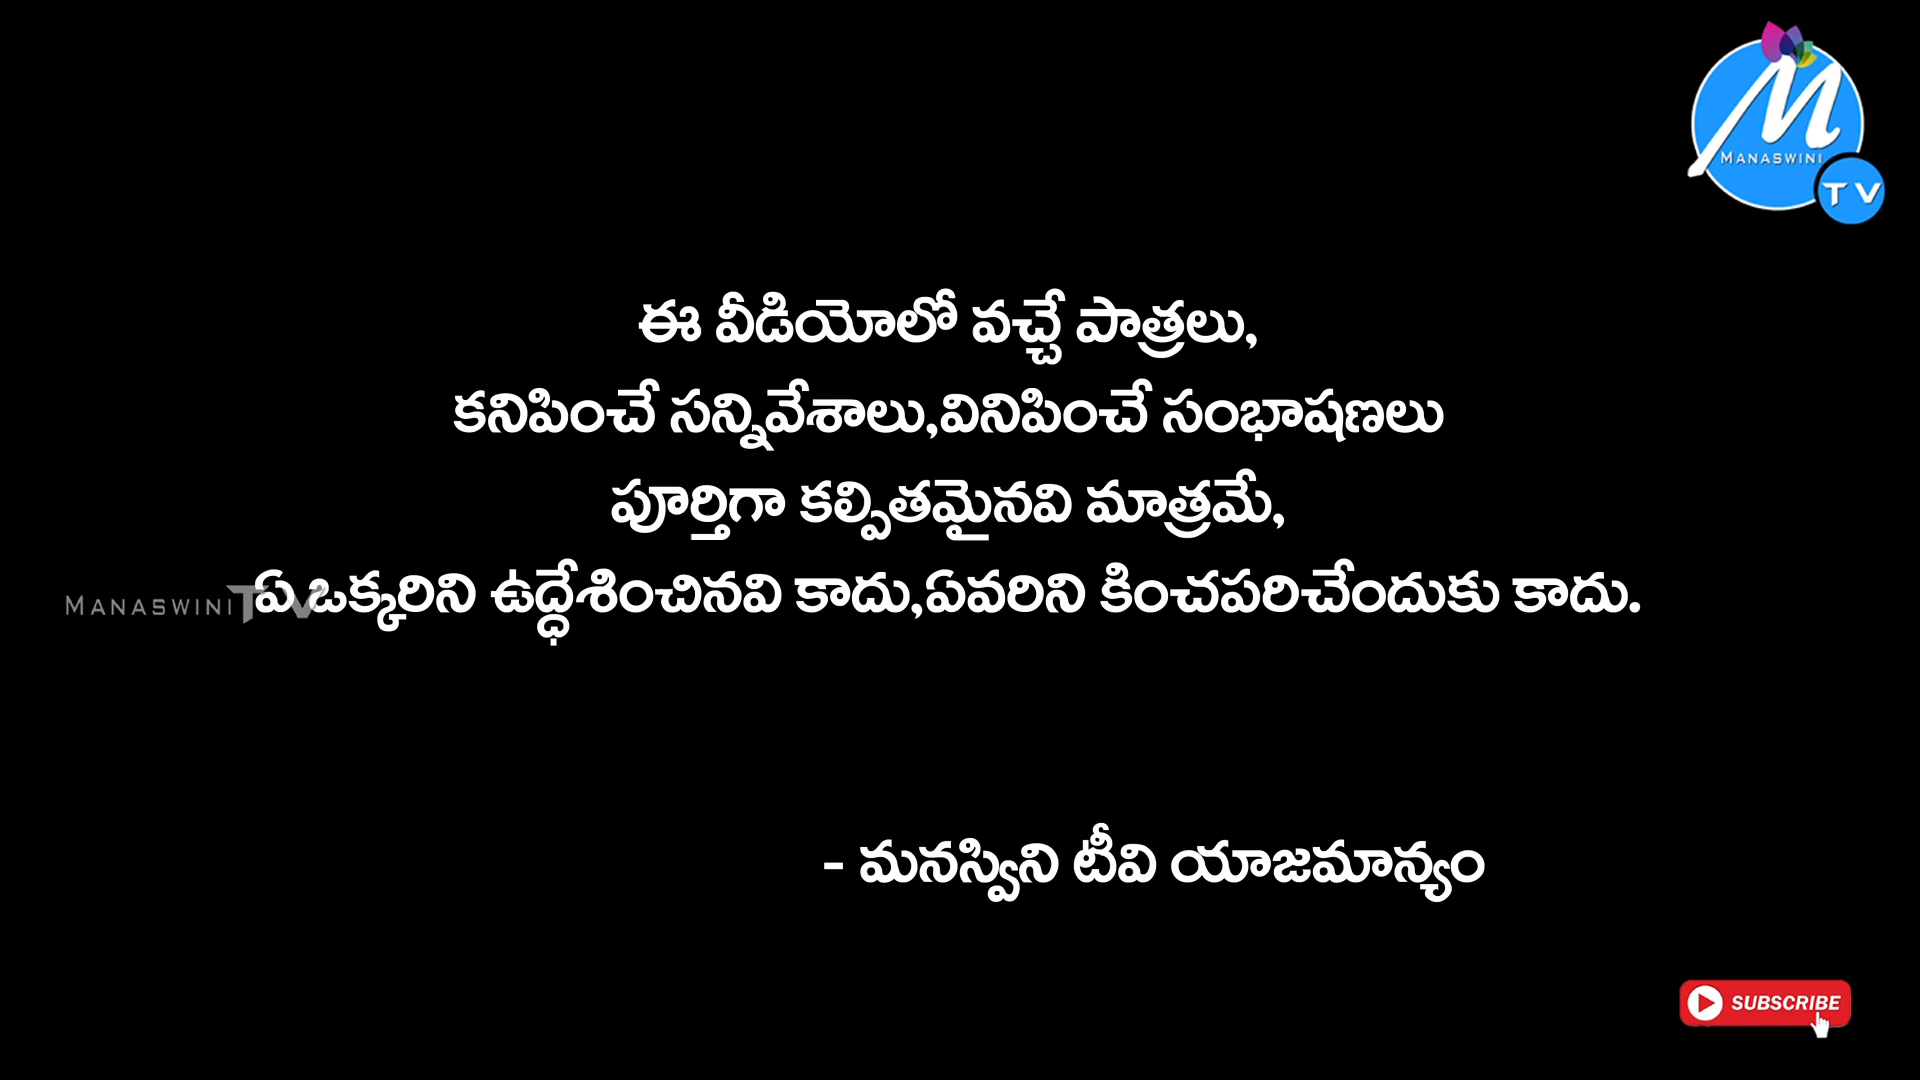 MANASWINI
TV
ఈ వీడియోలో వచ్చే పాత్రలు,
కనిపించే సన్నివేశాలు,వినిపించే సంభాషణలు
పూర్తిగా కల్పితమైనవి మాత్రమే,
ఏ ఒక్కరిని ఉద్ధేశించినవి కాదు,ఏవరిని కించపరిచేందుకు కాదు.
MANASWINI TV
- మనస్విని టీవి యాజమాన్యం
SUBSCRIBE